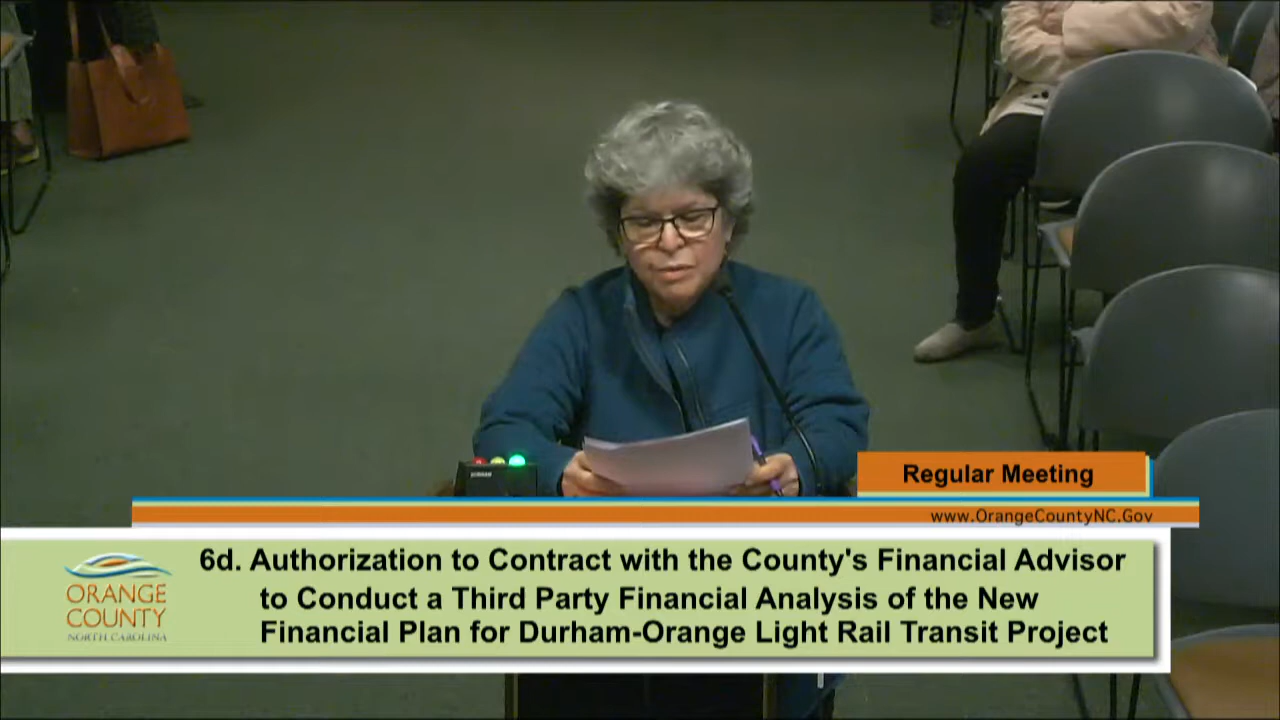 Regular Meeting
www.OrangeCountyNC.Gov
6d. Authorization to Contract with the County's Financial Advisor
to Conduct a Third Party Financial Analysis of the New
Financial Plan for Durham-Orange Light Rail Transit Project
ORANGE
COUNTY
NORTH CAROLINA